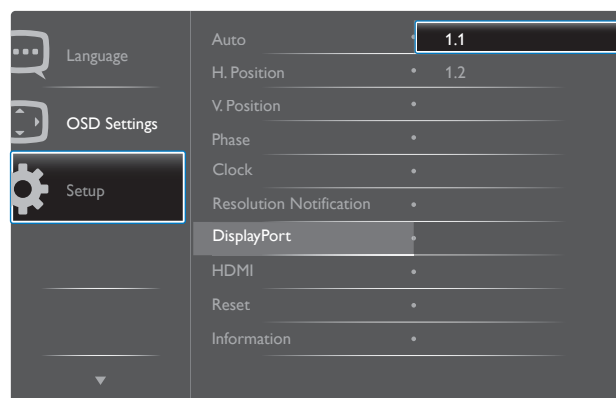 Language
OSD Settings
Setup
Auto
H. Position
V. Position
Phase
Clock
Resolution Notification
DisplayPort
HDMI
Reset
Information
1.1
1.2